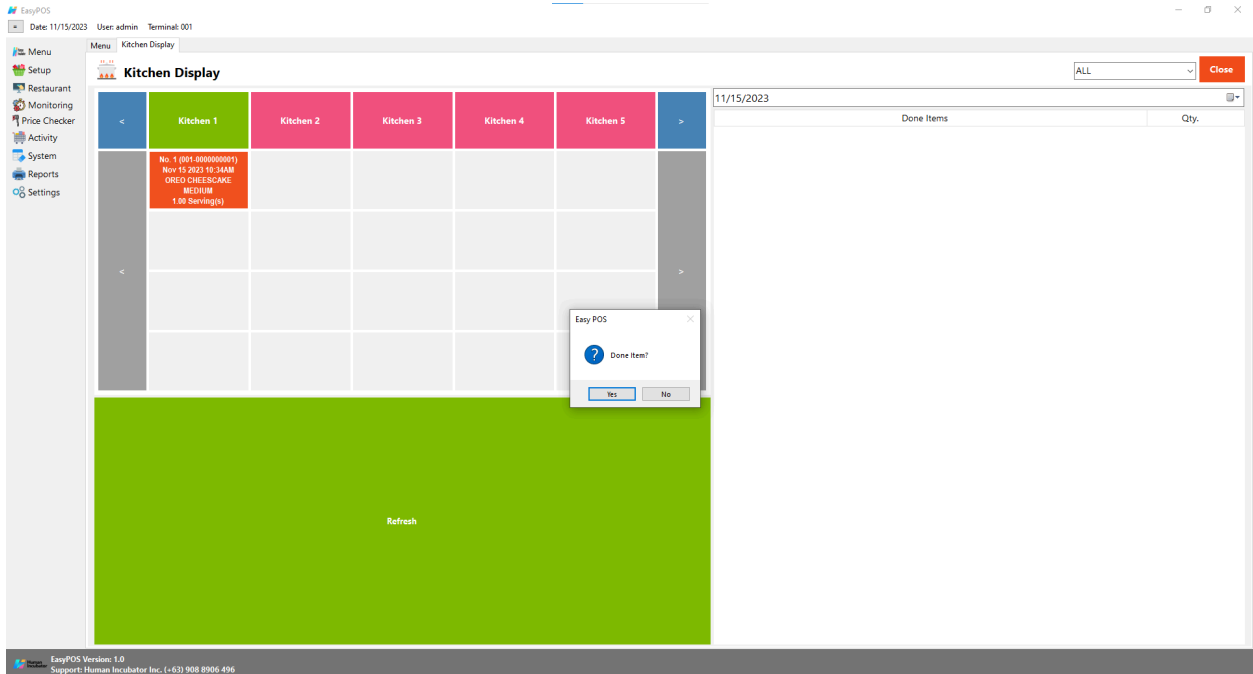 EasyPOS
Date: 11/15/2023 User: admin Terminal: 001
Menu
Setup
Restaurant
Monitoring
Price Checker
Activity
System
Reports
Settings
Menu Kitchen Display
Kitchen Display
ALL
Close
< Kitchen 1 Kitchen 2 Kitchen 3 Kitchen 4 Kitchen 5 >
No. 1 (001-0000000001)
Nov 15 2023 10:34AM
OREO CHEESCAKE
MEDIUM
1.00 Serving(s)
< >
Refresh
11/15/2023
Done Items Qty.
Easy POS
Done Item?
Yes No
Human
Incubator
EasyPOS Version: 1.0
Support: Human Incubator Inc. (+63) 908 8906 496